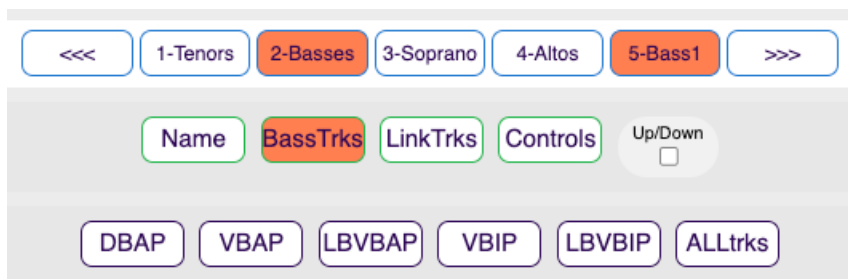 <<< 1-Tenors 2-Basses 3-Soprano 4-Altos 5-Bass1 >>>
Name BassTrks LinkTrks Controls Up/Down
DBAP VBAP LBVBAP VBIP LBVBIP ALLtrks